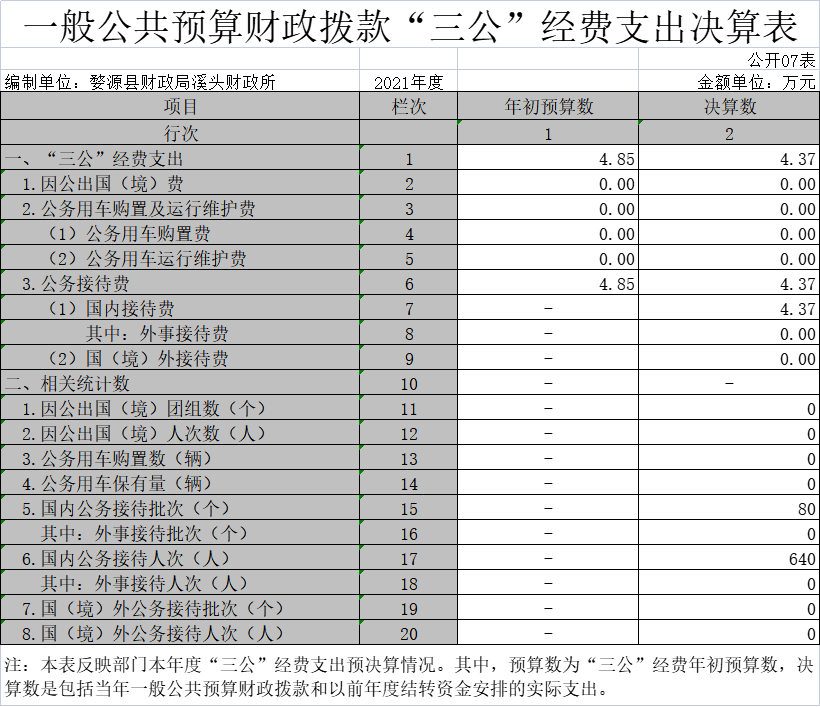 一般公共预算财政拨款“三公”经费支出决算表
公开07表
编制单位：婺源县财政局溪头财政所 2021年度 金额单位：万元
项目 栏次 年初预算数 决算数
行次 1 2
一、“三公”经费支出 1 4.85 4.37
1.因公出国（境）费 2 0.00 0.00
2.公务用车购置及运行维护费 3 0.00 0.00
（1）公务用车购置费 4 0.00 0.00
（2）公务用车运行维护费 5 0.00 0.00
3.公务接待费 6 4.85 4.37
（1）国内接待费 7 － 4.37
其中：外事接待费 8 － 0.00
（2）国（境）外接待费 9 － 0.00
二、相关统计数 10 － －
1.因公出国（境）团组数（个） 11 － 0
2.因公出国（境）人次数（人） 12 － 0
3.公务用车购置数（辆） 13 － 0
4.公务用车保有量（辆） 14 － 0
5.国内公务接待批次（个） 15 － 80
其中：外事接待批次（个） 16 － 0
6.国内公务接待人次（人） 17 － 640
其中：外事接待人次（人） 18 － 0
7.国（境）外公务接待批次（个） 19 － 0
8.国（境）外公务接待人次（人） 20 － 0
注：本表反映部门本年度“三公”经费支出预决算情况。其中，预算数为“三公”经费年初预算数，决
算数是包括当年一般公共预算财政拨款和以前年度结转资金安排的实际支出。